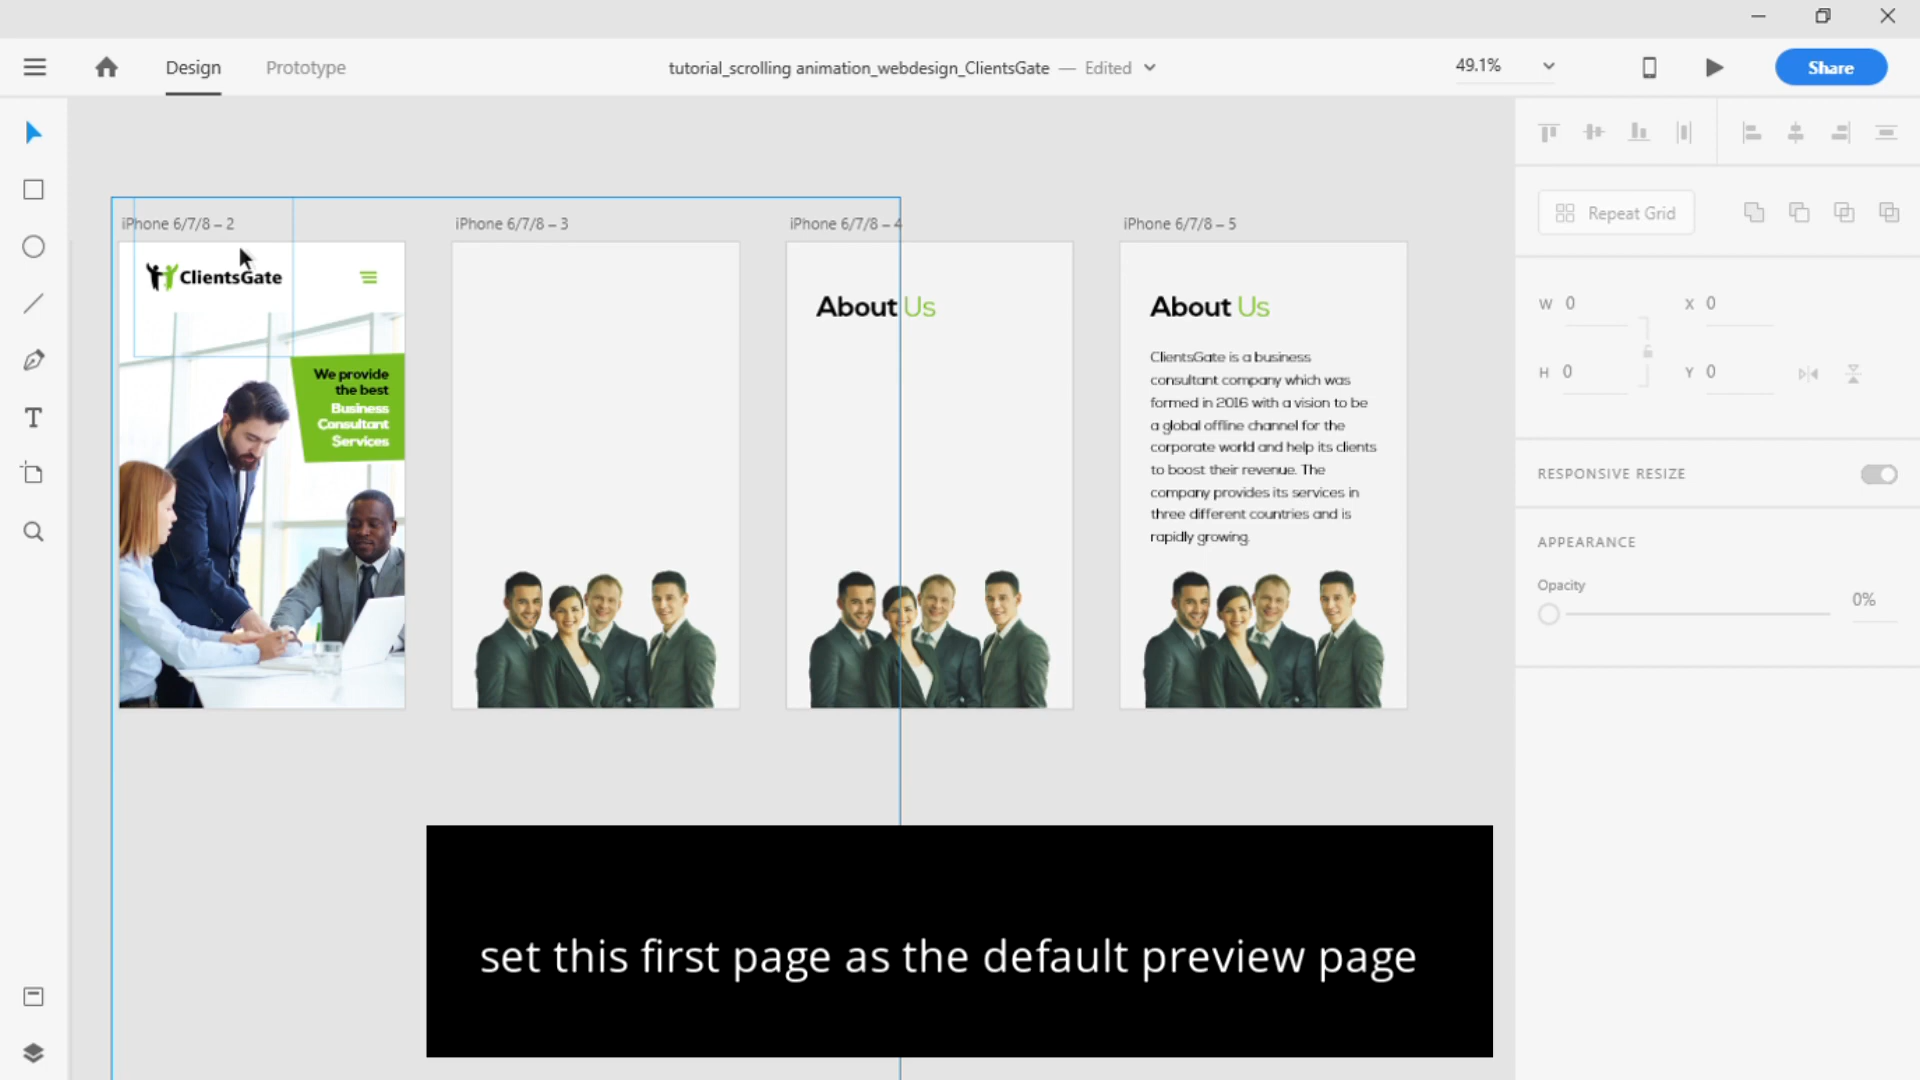 Design
Prototype
tutorial_scrolling animation_webdesign_ClientsGate — Edited
49.1%
Share
iPhone 6/7/8 – 2
iPhone 6/7/8 – 3
iPhone 6/7/8 – 4
iPhone 6/7/8 – 5
ClientsGate
We provide
the best
Business
Consultant
Services
About Us
About Us
ClientsGate is a business
consultant company which was
formed in 2016 with a vision to be
a global offline channel for the
corporate world and help its clients
to boost their revenue. The
company provides its services in
three different countries and is
rapidly growing.
Repeat Grid
W 0
X 0
H 0
Y 0
RESPONSIVE RESIZE
APPEARANCE
Opacity
0%
set this first page as the default preview page